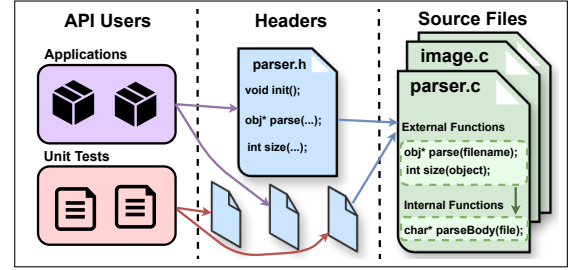 API Users
Headers
Source Files
Applications
Unit Tests
parser.h
void init();
obj* parse(...);
int size(...);
image.c
parser.c
External Functions
obj* parse(filename);
int size(object);
Internal Functions
char* parseBody(file);